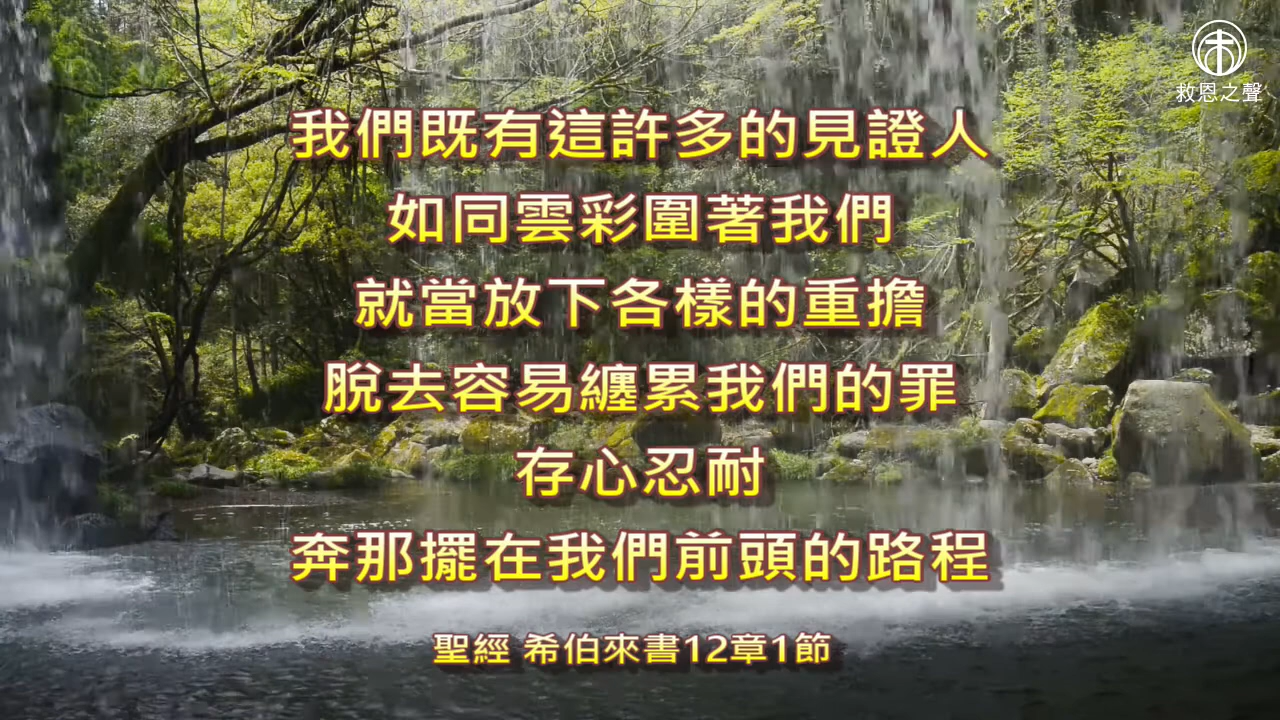 救恩之聲
我們既有這許多的見證人
如同雲彩圍著我們
就當放下各樣的重擔
脫去容易纏累我們的罪
存心忍耐
奔那擺在我們前頭的路程
聖經 希伯來書12章1節